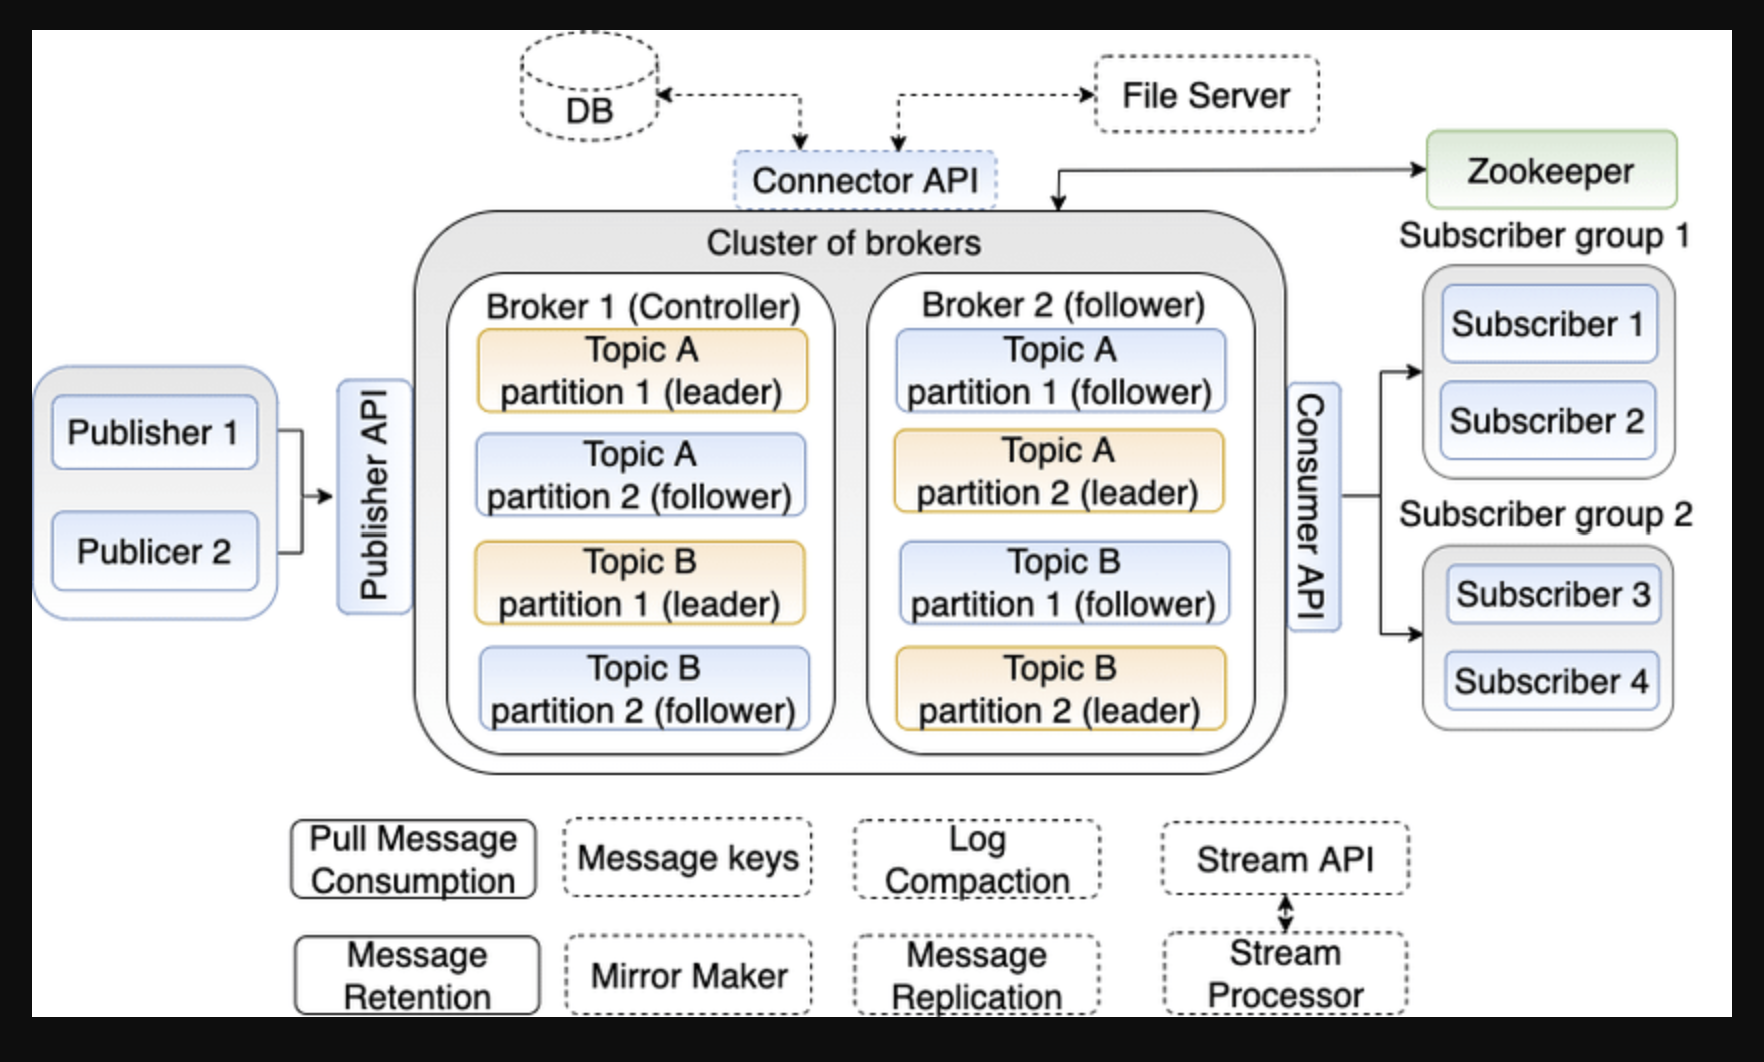 DB
File Server
Connector API
Zookeeper
Cluster of brokers
Subscriber group 1
Broker 1 (Controller)
Topic A
partition 1 (leader)
Topic A
partition 2 (follower)
Topic B
partition 1 (leader)
Topic B
partition 2 (follower)
Broker 2 (follower)
Topic A
partition 1 (follower)
Topic A
partition 2 (leader)
Topic B
partition 1 (follower)
Topic B
partition 2 (leader)
Publisher 1
Publicer 2
Publisher API
Consumer API
Subscriber 1
Subscriber 2
Subscriber group 2
Subscriber 3
Subscriber 4
Pull Message
Consumption
Message keys
Log
Compaction
Stream API
Message
Retention
Mirror Maker
Message
Replication
Stream
Processor